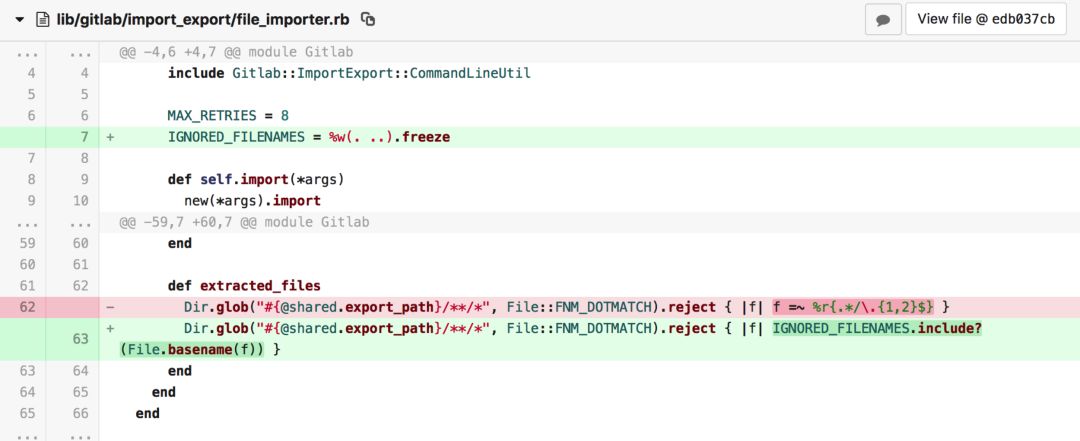 lib/gitlab/import_export/file_importer.rb View file @ edb037cb
... ... @@ -4,6 +4,7 @@ module Gitlab
4 4 include Gitlab::ImportExport::CommandLineUtil
5 5
6 6 MAX_RETRIES = 8
7 + IGNORED_FILENAMES = %w(. ..).freeze
7 8
8 9 def self.import(*args)
9 10 new(*args).import
... ... @@ -59,7 +60,7 @@ module Gitlab
59 60 end
60 61
61 62 def extracted_files
62 - Dir.glob("#{@shared.export_path}/**/*", File::FNM_DOTMATCH).reject { |f| f =~ %r{.*/\.{1,2}$} }
63 + Dir.glob("#{@shared.export_path}/**/*", File::FNM_DOTMATCH).reject { |f| IGNORED_FILENAMES.include?
(File.basename(f)) }
63 64 end
64 65 end
65 66 end
... ...